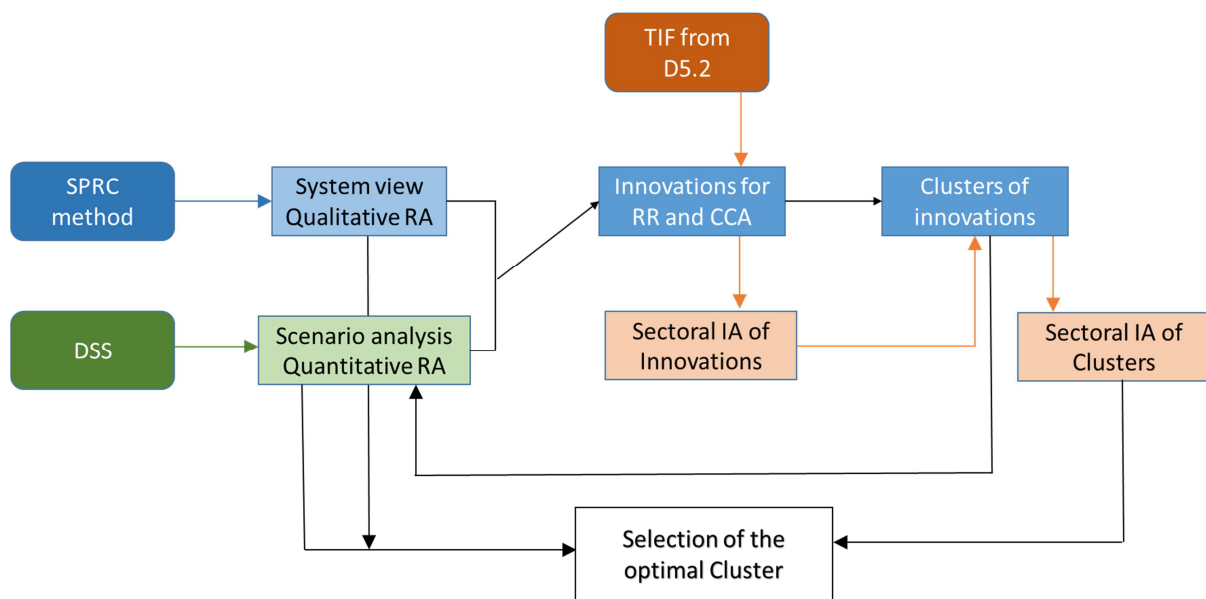 TIF from
D5.2
SPRC
method
System view
Qualitative RA
Innovations for
RR and CCA
Clusters of
innovations
DSS
Scenario analysis
Quantitative RA
Sectoral IA of
Innovations
Sectoral IA of
Clusters
Selection of the
optimal Cluster